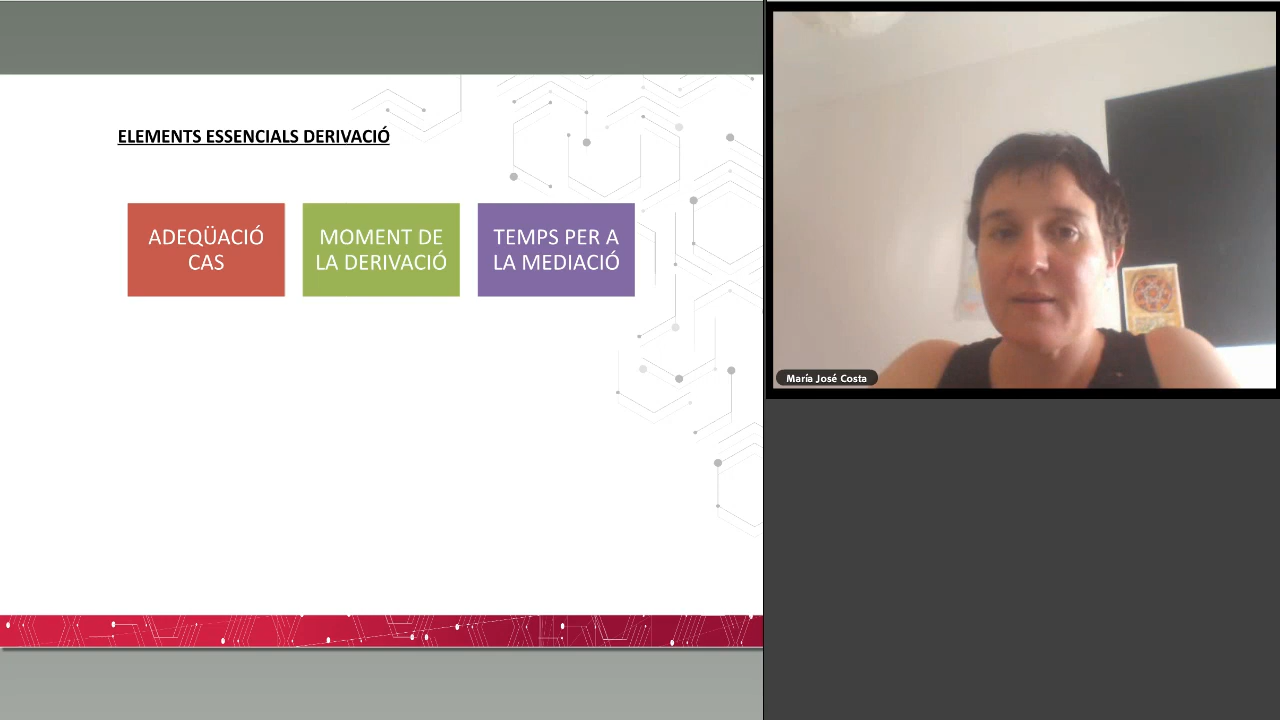 ELEMENTS ESSENCIALS DERIVACIÓ
ADEQÜACIÓ
CAS
MOMENT DE
LA DERIVACIÓ
TEMPS PER A
LA MEDIACIÓ
María José Costa